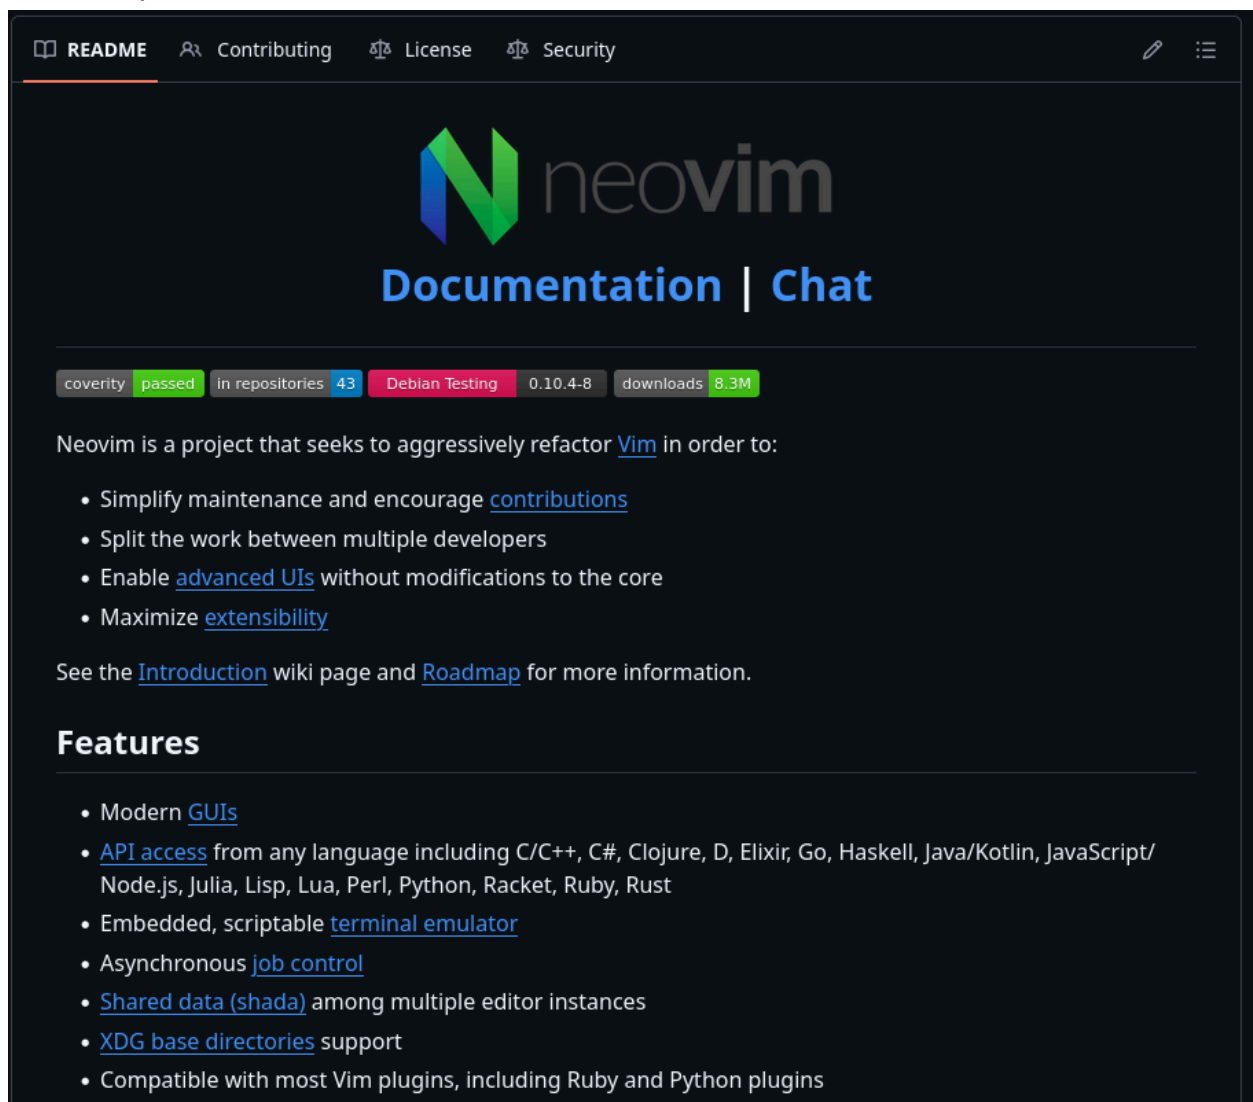 README Contributing License Security
neovim
Documentation | Chat
coverity passed in repositories 43 Debian Testing 0.10.4-8 downloads 8.3M
Neovim is a project that seeks to aggressively refactor Vim in order to:
• Simplify maintenance and encourage contributions
• Split the work between multiple developers
• Enable advanced UIs without modifications to the core
• Maximize extensibility
See the Introduction wiki page and Roadmap for more information.
Features
• Modern GUIs
• API access from any language including C/C++, C#, Clojure, D, Elixir, Go, Haskell, Java/Kotlin, JavaScript/
Node.js, Julia, Lisp, Lua, Perl, Python, Racket, Ruby, Rust
• Embedded, scriptable terminal emulator
• Asynchronous job control
• Shared data (shada) among multiple editor instances
• XDG base directories support
• Compatible with most Vim plugins, including Ruby and Python plugins